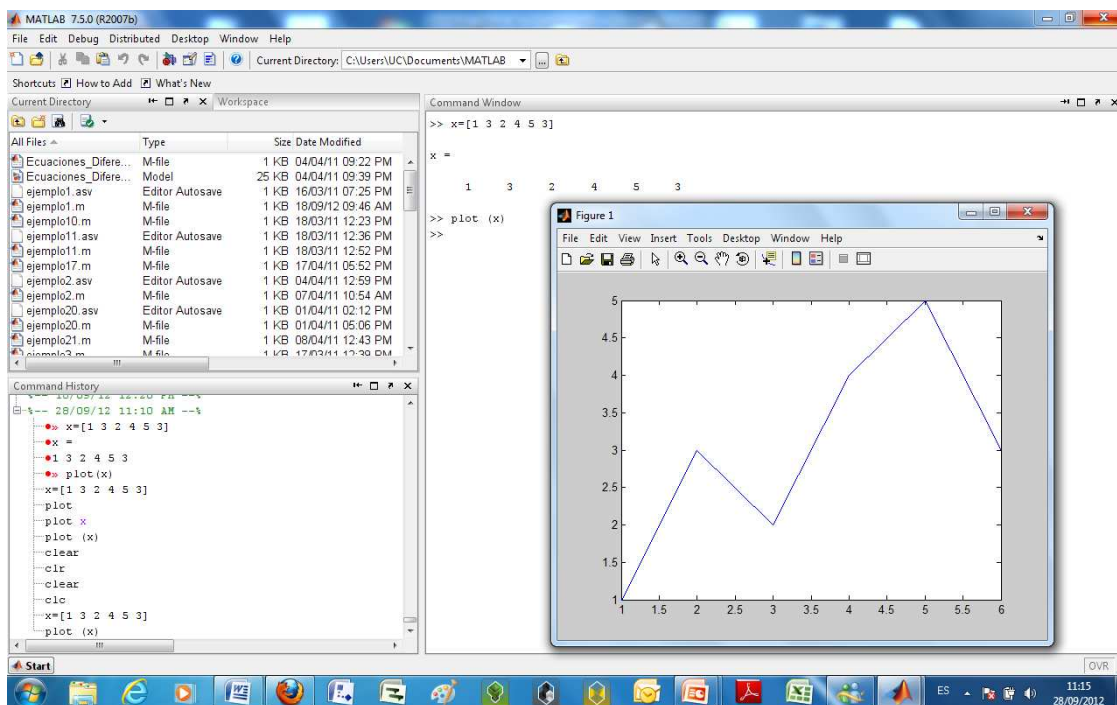 MATLAB 7.5.0 (R2007b)
File Edit Debug Distributed Desktop Window Help
Current Directory: C:\Users\UC\Documents\MATLAB
Shortcuts How to Add What's New
Current Directory Workspace
All Files Type Size Date Modified
Ecuaciones_Difere... M-file 1 KB 04/04/11 09:22 PM
Ecuaciones_Difere... Model 25 KB 04/04/11 09:39 PM
ejemplo1.asv Editor Autosave 1 KB 16/03/11 07:25 PM
ejemplo1.m M-file 1 KB 18/09/12 09:46 AM
ejemplo10.m M-file 1 KB 18/03/11 12:23 PM
ejemplo11.asv Editor Autosave 1 KB 18/03/11 12:36 PM
ejemplo11.m M-file 1 KB 18/03/11 12:52 PM
ejemplo17.m M-file 1 KB 17/04/11 05:52 PM
ejemplo2.asv Editor Autosave 1 KB 04/04/11 12:59 PM
ejemplo2.m M-file 1 KB 07/04/11 10:54 AM
ejemplo20.asv Editor Autosave 1 KB 01/04/11 02:12 PM
ejemplo20.m M-file 1 KB 01/04/11 05:06 PM
ejemplo21.m M-file 1 KB 08/04/11 12:43 PM
ejemplo3.m M-file 1 KB 17/03/11 12:39 PM
Command History
%-- 28/09/12 11:10 AM --%
» x=[1 3 2 4 5 3]
x =
1 3 2 4 5 3
» plot(x)
x=[1 3 2 4 5 3]
plot
plot x
plot (x)
clear
clr
clear
clc
x=[1 3 2 4 5 3]
plot (x)
Command Window
>> x=[1 3 2 4 5 3]
x =
1 3 2 4 5 3
>> plot (x)
>>
Figure 1
File Edit View Insert Tools Desktop Window Help
5
4.5
4
3.5
3
2.5
2
1.5
1
1 1.5 2 2.5 3 3.5 4 4.5 5 5.5 6
Start
OVR
ES
11:15
28/09/2012